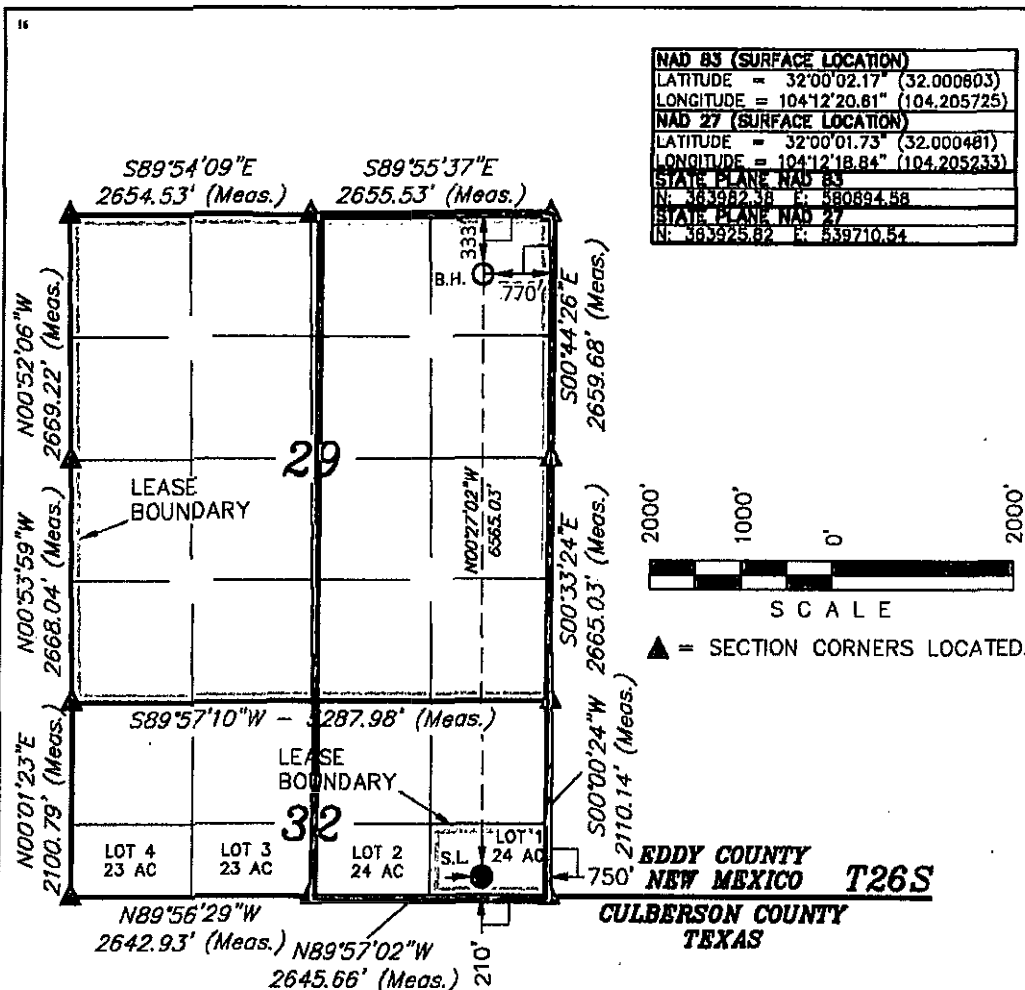 16
NAD 83 (SURFACE LOCATION)
LATITUDE = 32°00'02.17" (32.000603)
LONGITUDE = 104°12'20.61" (104.205725)
NAD 27 (SURFACE LOCATION)
LATITUDE = 32°00'01.73" (32.000481)
LONGITUDE = 104°12'18.84" (104.205233)
STATE PLANE NAD 83
N: 363982.38 E: 580894.58
STATE PLANE NAD 27
N: 363925.82 E: 539710.54
S89°54'09"E
2654.53' (Meas.)
S89°55'37"E
2655.53' (Meas.)
333'
B.H.
770'
N00°52'06"W
2669.22' (Meas.)
S00°44'26"E
2659.68' (Meas.)
29
LEASE
BOUNDARY
N00°27'02"W
6565.03'
N00°53'59"W
2668.04' (Meas.)
S00°33'24"E
2665.03' (Meas.)
2000'
1000'
0'
2000'
SCALE
▲ = SECTION CORNERS LOCATED.
S89°57'10"W - 5287.98' (Meas.)
N00°01'23"E
2100.79' (Meas.)
LEASE
BOUNDARY
S00°00'24"W
2110.14' (Meas.)
32
LOT 4
23 AC
LOT 3
23 AC
LOT 2
24 AC
LOT 1
24 AC
S.L.
750'
EDDY COUNTY
NEW MEXICO
T26S
CULBERSON COUNTY
TEXAS
N89°56'29"W
2642.93' (Meas.)
N89°57'02"W
2645.66' (Meas.)
210'